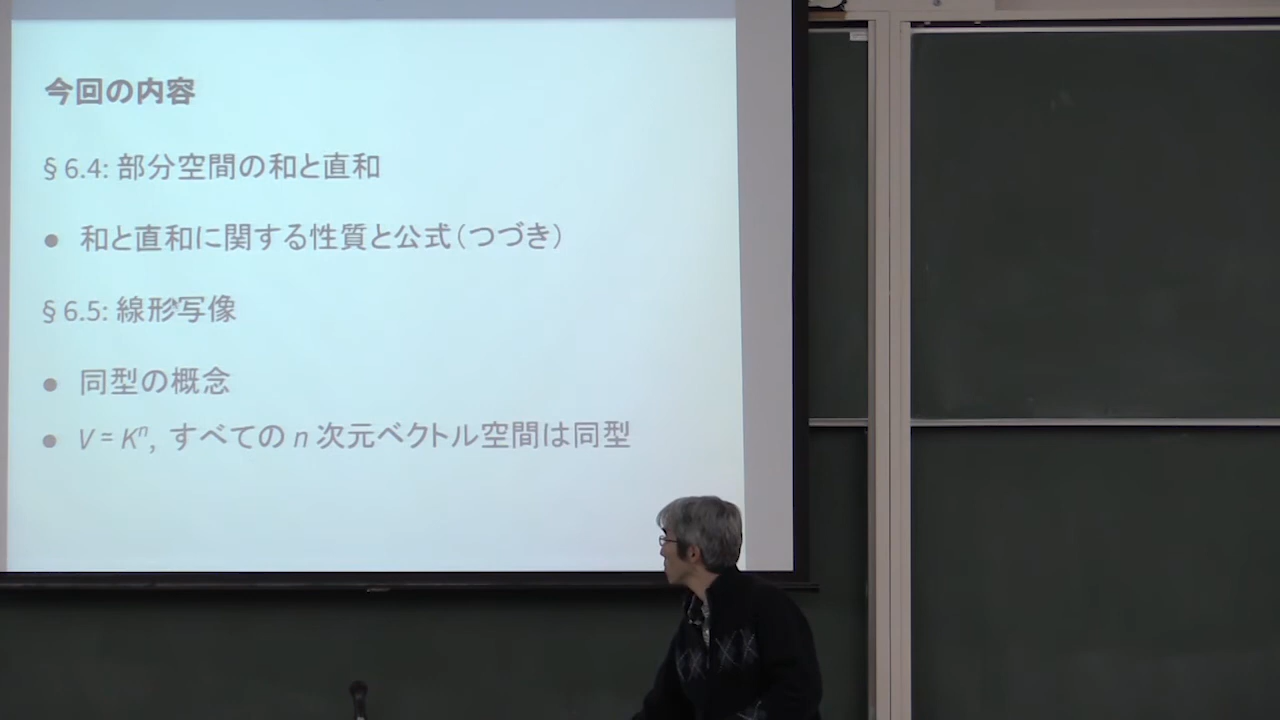 今回の内容
§6.4: 部分空間の和と直和
● 和と直和に関する性質と公式(つづき)
§6.5: 線形写像
● 同型の概念
● V = Kⁿ, すべての n 次元ベクトル空間は同型